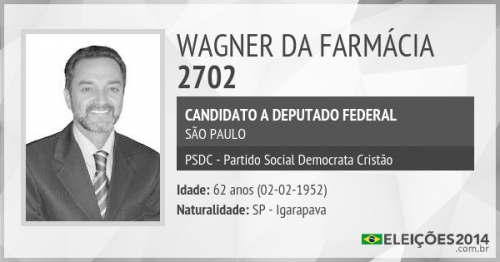 WAGNER DA FARMÁCIA
2702
CANDIDATO A DEPUTADO FEDERAL
SÃO PAULO
PSDC - Partido Social Democrata Cristão
Idade: 62 anos (02-02-1952)
Naturalidade: SP - Igarapava
ELEIÇÕES2014
.com.br